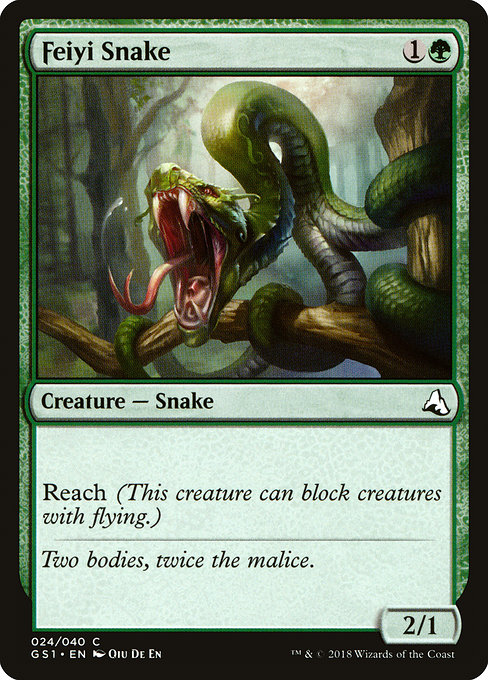 Feiyi Snake 1
Creature — Snake
Reach (This creature can block creatures
with flying.)
Two bodies, twice the malice.
2/1
024/040 C
GS1 • EN Qiu De En
™ & © 2018 Wizards of the Coast